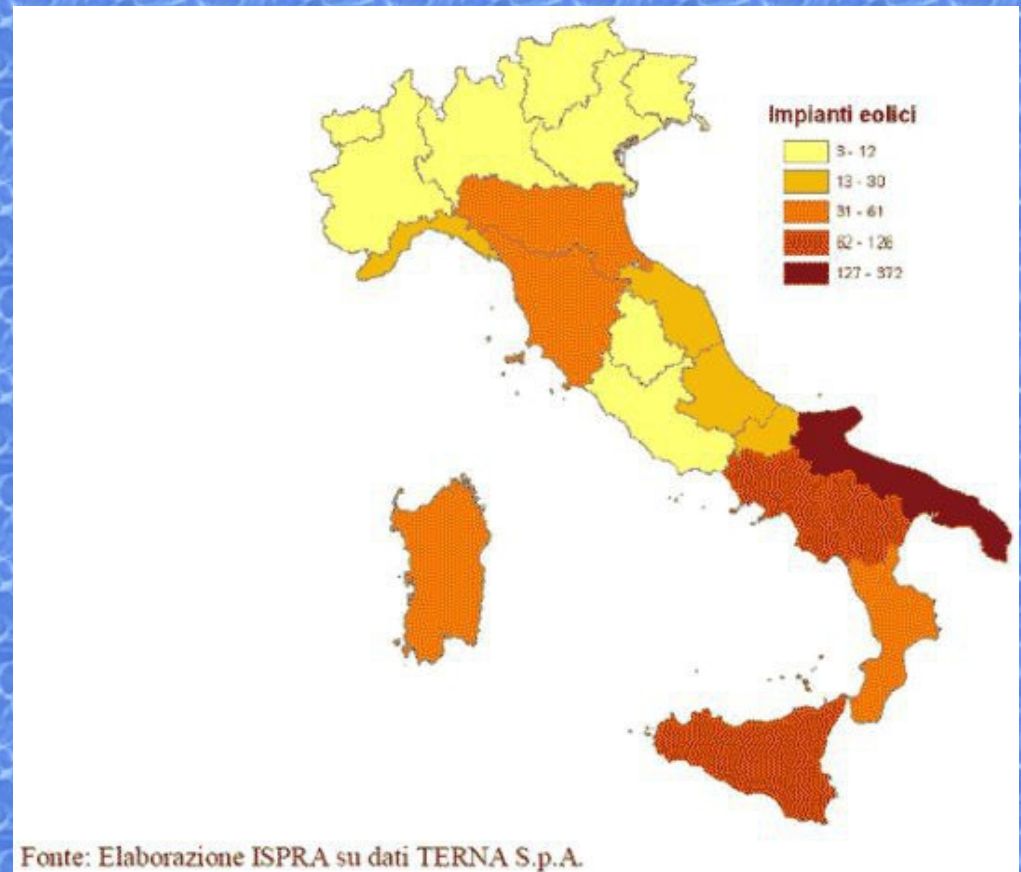 Impianti eolici
3 - 12
13 - 30
31 - 61
62 - 126
127 - 372
Fonte: Elaborazione ISPRA su dati TERNA S.p.A.